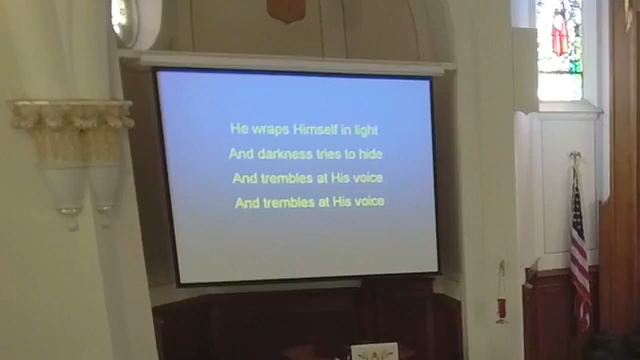 He wraps Himself in light
And darkness tries to hide
And trembles at His voice
And trembles at His voice